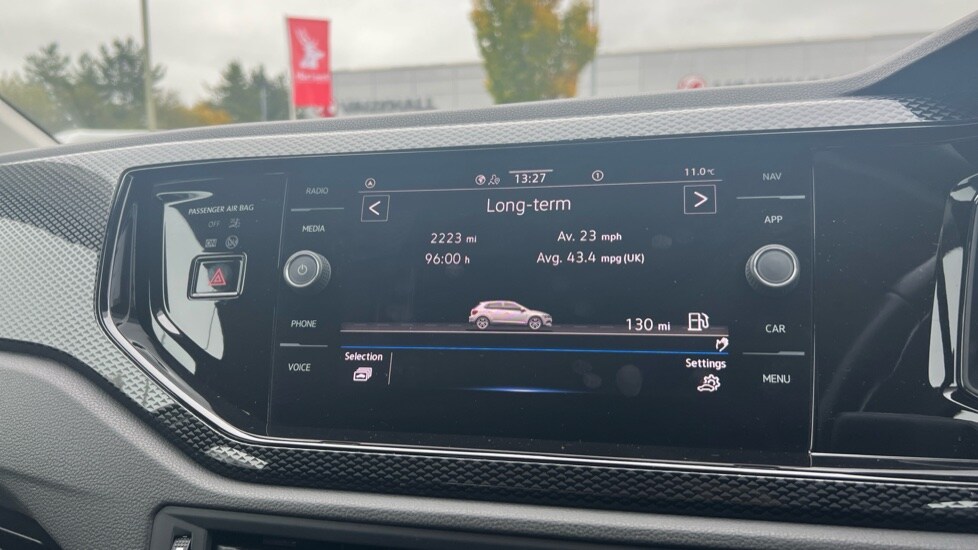 VAUXHALL
PASSENGER AIR BAG
OFF
ON
RADIO
MEDIA
PHONE
VOICE
13:27
11.0°C
Long-term
2223 mi
Av. 23 mph
96:00 h
Avg. 43.4 mpg (UK)
130 mi
Selection
Settings
NAV
APP
CAR
MENU